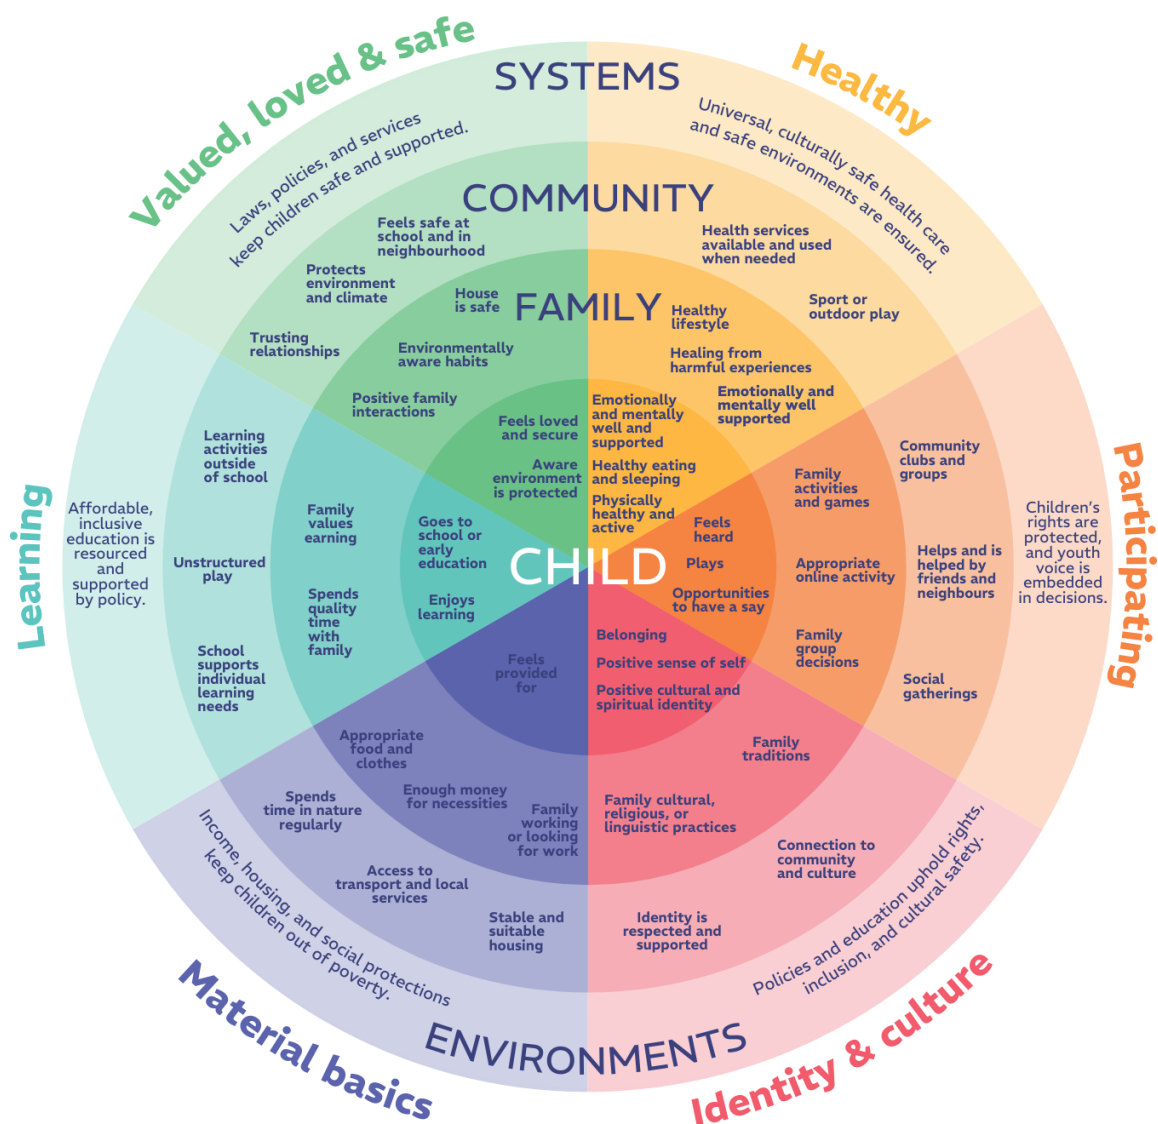 Valued, loved & safe
Healthy
Participating
Identity & culture
Material basics
Learning
SYSTEMS
COMMUNITY
FAMILY
CHILD
ENVIRONMENTS
Laws, policies, and services
keep children safe and supported.
Feels safe at
school and in
neighbourhood
Protects
environment
and climate
Trusting
relationships
House
is safe
Environmentally
aware habits
Positive family
interactions
Feels loved
and secure
Aware
environment
is protected
Universal, culturally safe health care
and safe environments are ensured.
Health services
available and used
when needed
Sport or
outdoor play
Healthy
lifestyle
Healing from
harmful experiences
Emotionally and
mentally well
supported
Emotionally
and mentally
well and
supported
Healthy eating
and sleeping
Physically
healthy and
active
Children's
rights are
protected,
and youth
voice is
embedded
in decisions.
Community
clubs and
groups
Helps and is
helped by
friends and
neighbours
Social
gatherings
Family
activities
and games
Appropriate
online activity
Family
group
decisions
Feels
heard
Plays
Opportunities
to have a say
Belonging
Positive sense of self
Positive cultural and
spiritual identity
Family
traditions
Family cultural,
religious, or
linguistic practices
Connection to
community
and culture
Identity is
respected and
supported
Policies and education uphold rights,
inclusion, and cultural safety.
Feels
provided
for
Appropriate
food and
clothes
Enough money
for necessities
Family
working
or looking
for work
Spends
time in nature
regularly
Access to
transport and local
services
Stable and
suitable
housing
Income, housing, and social protections
keep children out of poverty.
Affordable,
inclusive
education is
resourced
and
supported
by policy.
Learning
activities
outside
of school
Unstructured
play
School
supports
individual
learning
needs
Family
values
earning
Spends
quality
time
with
family
Goes to
school or
early
education
Enjoys
learning